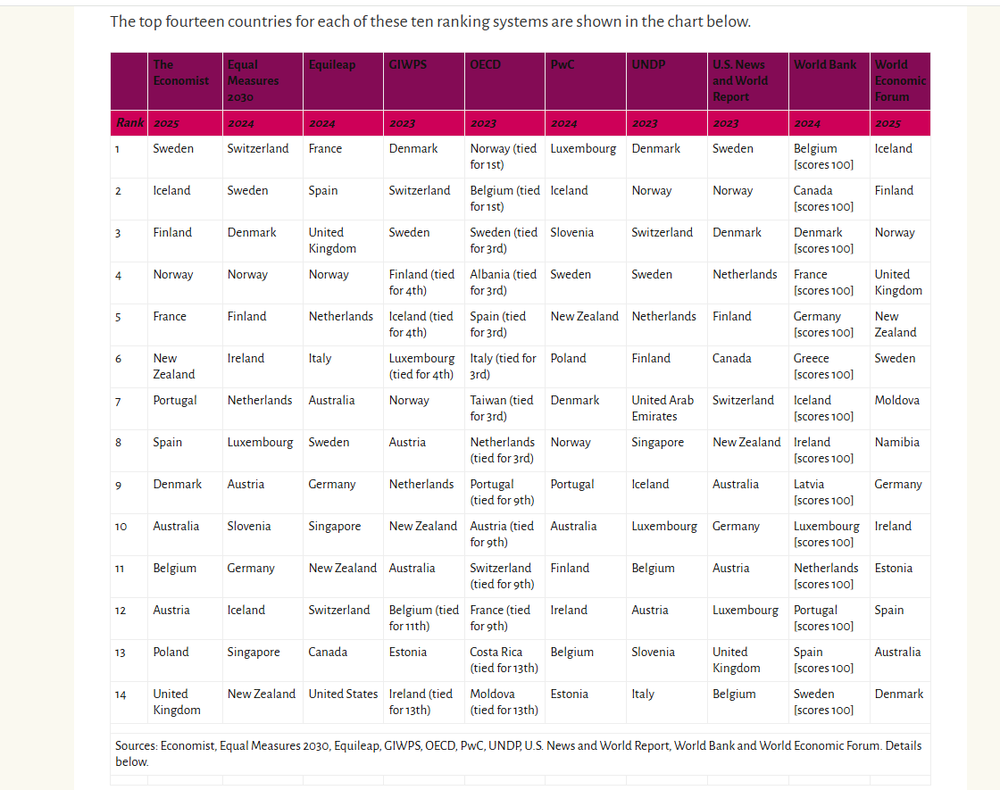 The top fourteen countries for each of these ten ranking systems are shown in the chart below.
The Economist Equal Measures 2030 Equileap GIWPS OECD PwC UNDP U.S. News and World Report World Bank World Economic Forum
Rank 2025 2024 2024 2023 2023 2024 2023 2023 2024 2025
1 Sweden Switzerland France Denmark Norway (tied for 1st) Luxembourg Denmark Sweden Belgium [scores 100] Iceland
2 Iceland Sweden Spain Switzerland Belgium (tied for 1st) Iceland Norway Norway Canada [scores 100] Finland
3 Finland Denmark United Kingdom Sweden Sweden (tied for 3rd) Slovenia Switzerland Denmark Denmark [scores 100] Norway
4 Norway Norway Norway Finland (tied for 4th) Albania (tied for 3rd) Sweden Sweden Netherlands France [scores 100] United Kingdom
5 France Finland Netherlands Iceland (tied for 4th) Spain (tied for 3rd) New Zealand Netherlands Finland Germany [scores 100] New Zealand
6 New Zealand Ireland Italy Luxembourg (tied for 4th) Italy (tied for 3rd) Poland Finland Canada Greece [scores 100] Sweden
7 Portugal Netherlands Australia Norway Taiwan (tied for 3rd) Denmark United Arab Emirates Switzerland Iceland [scores 100] Moldova
8 Spain Luxembourg Sweden Austria Netherlands (tied for 3rd) Norway Singapore New Zealand Ireland [scores 100] Namibia
9 Denmark Austria Germany Netherlands Portugal (tied for 9th) Portugal Iceland Australia Latvia [scores 100] Germany
10 Australia Slovenia Singapore New Zealand Austria (tied for 9th) Australia Luxembourg Germany Luxembourg [scores 100] Ireland
11 Belgium Germany New Zealand Australia Switzerland (tied for 9th) Finland Belgium Austria Netherlands [scores 100] Estonia
12 Austria Iceland Switzerland Belgium (tied for 11th) France (tied for 9th) Ireland Austria Luxembourg Portugal [scores 100] Spain
13 Poland Singapore Canada Estonia Costa Rica (tied for 13th) Belgium Slovenia United Kingdom Spain [scores 100] Australia
14 United Kingdom New Zealand United States Ireland (tied for 13th) Moldova (tied for 13th) Estonia Italy Belgium Sweden [scores 100] Denmark
Sources: Economist, Equal Measures 2030, Equileap, GIWPS, OECD, PwC, UNDP, U.S. News and World Report, World Bank and World Economic Forum. Details
below.